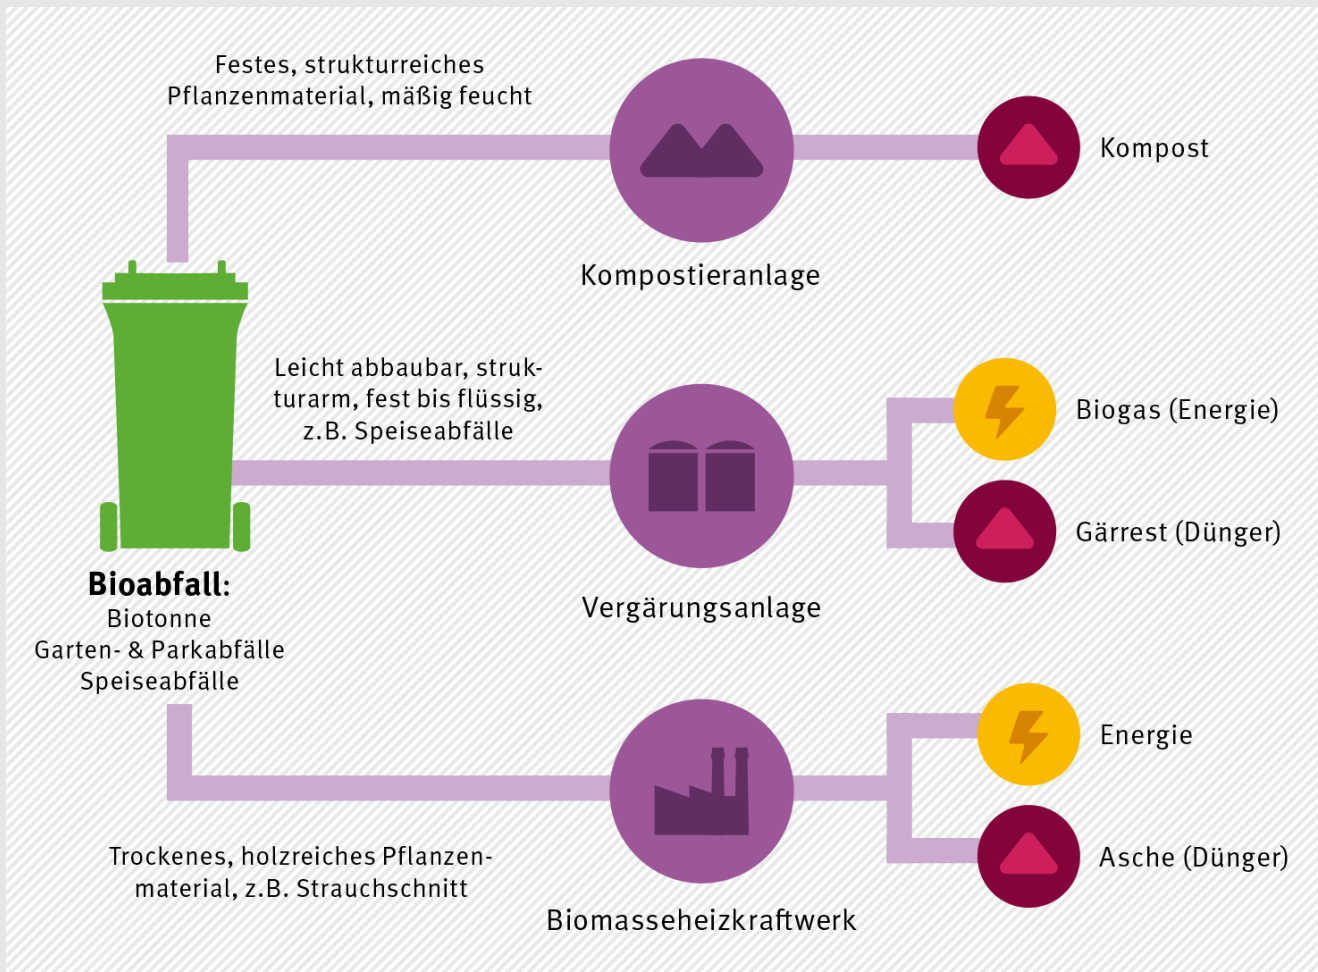 Festes, strukturreiches
Pflanzenmaterial, mäßig feucht
Kompostieranlage
Kompost
Leicht abbaubar, struk-
turarm, fest bis flüssig,
z.B. Speiseabfälle
Vergärungsanlage
Biogas (Energie)
Gärrest (Dünger)
Bioabfall:
Biotonne
Garten- & Parkabfälle
Speiseabfälle
Trockenes, holzreiches Pflanzen-
material, z.B. Strauchschnitt
Biomasseheizkraftwerk
Energie
Asche (Dünger)